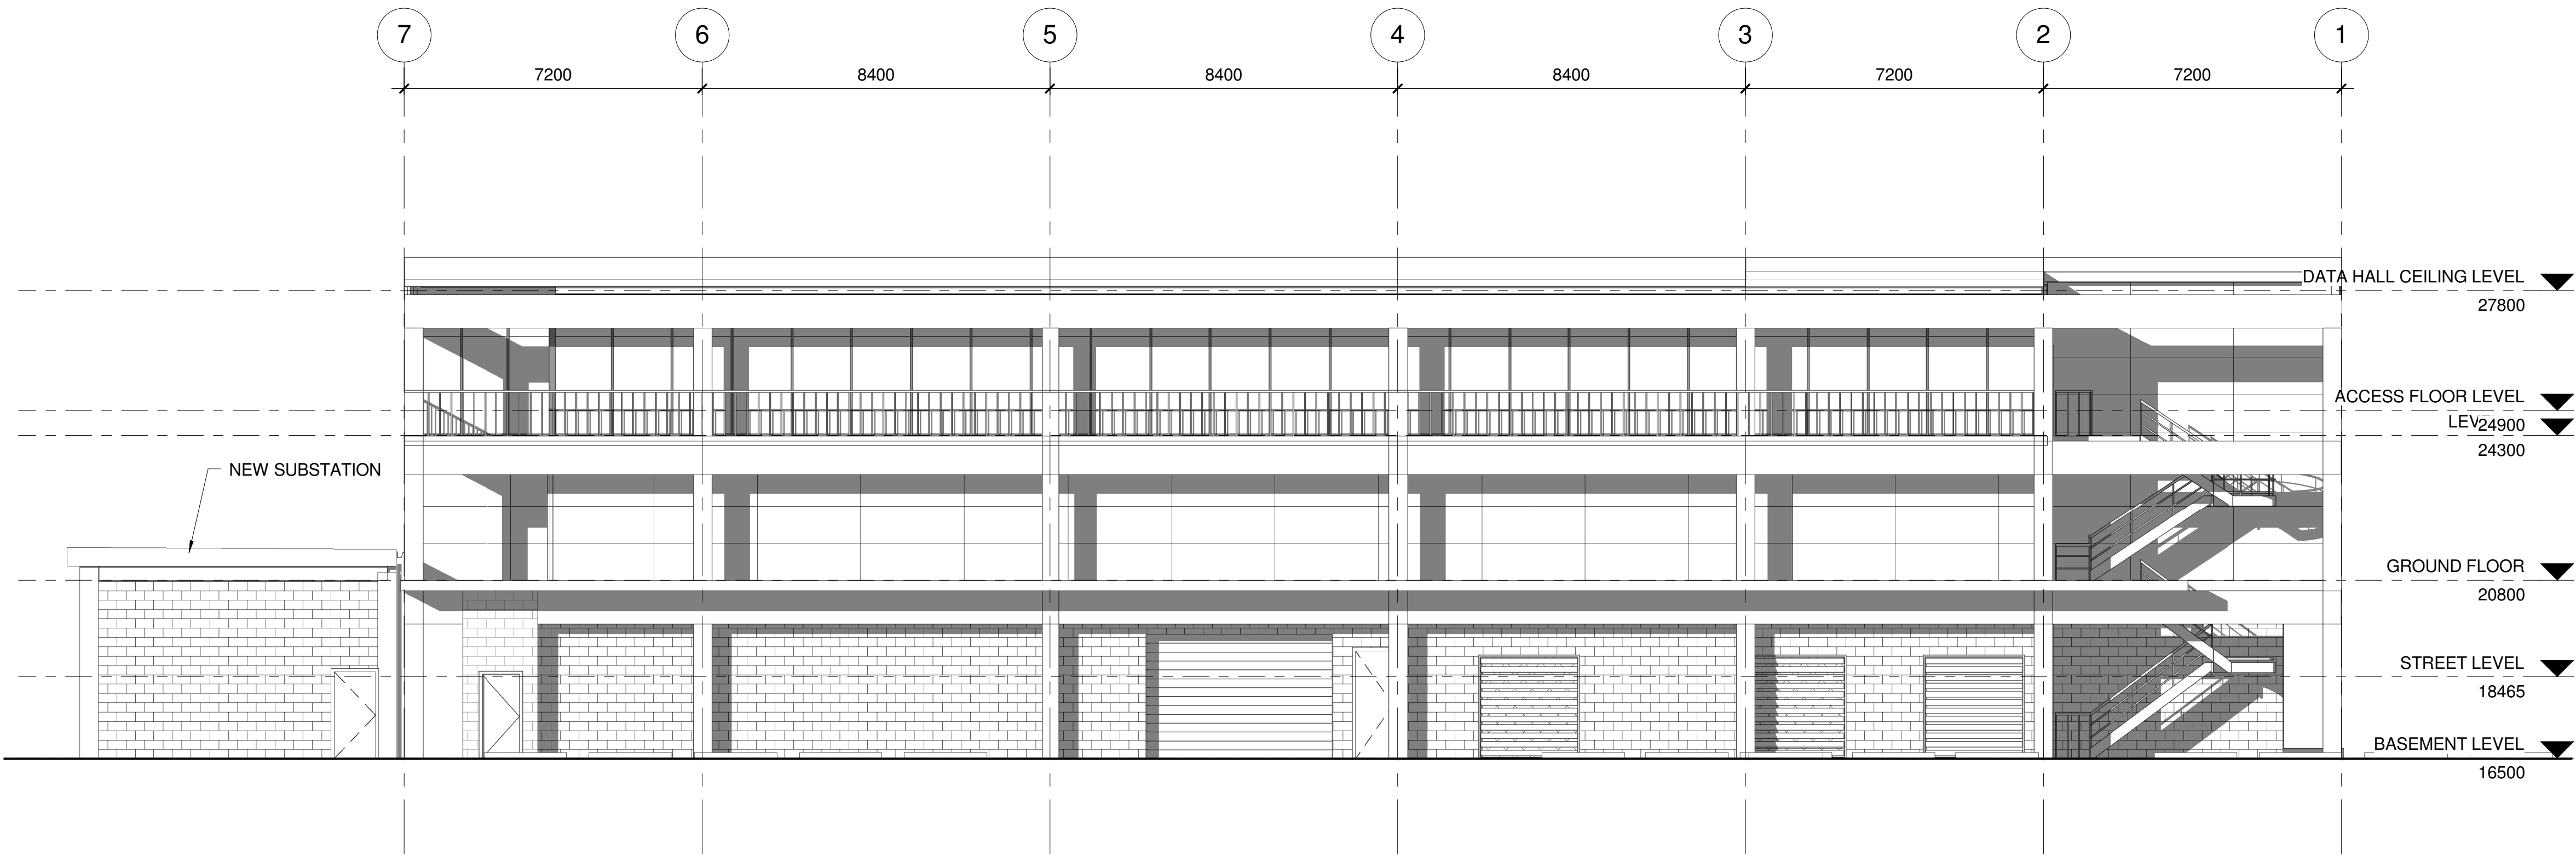 7 6 5 4 3 2 1
7200 8400 8400 8400 7200 7200
DATA HALL CEILING LEVEL
27800
ACCESS FLOOR LEVEL
24900
24300
NEW SUBSTATION
GROUND FLOOR
20800
STREET LEVEL
18465
BASEMENT LEVEL
16500